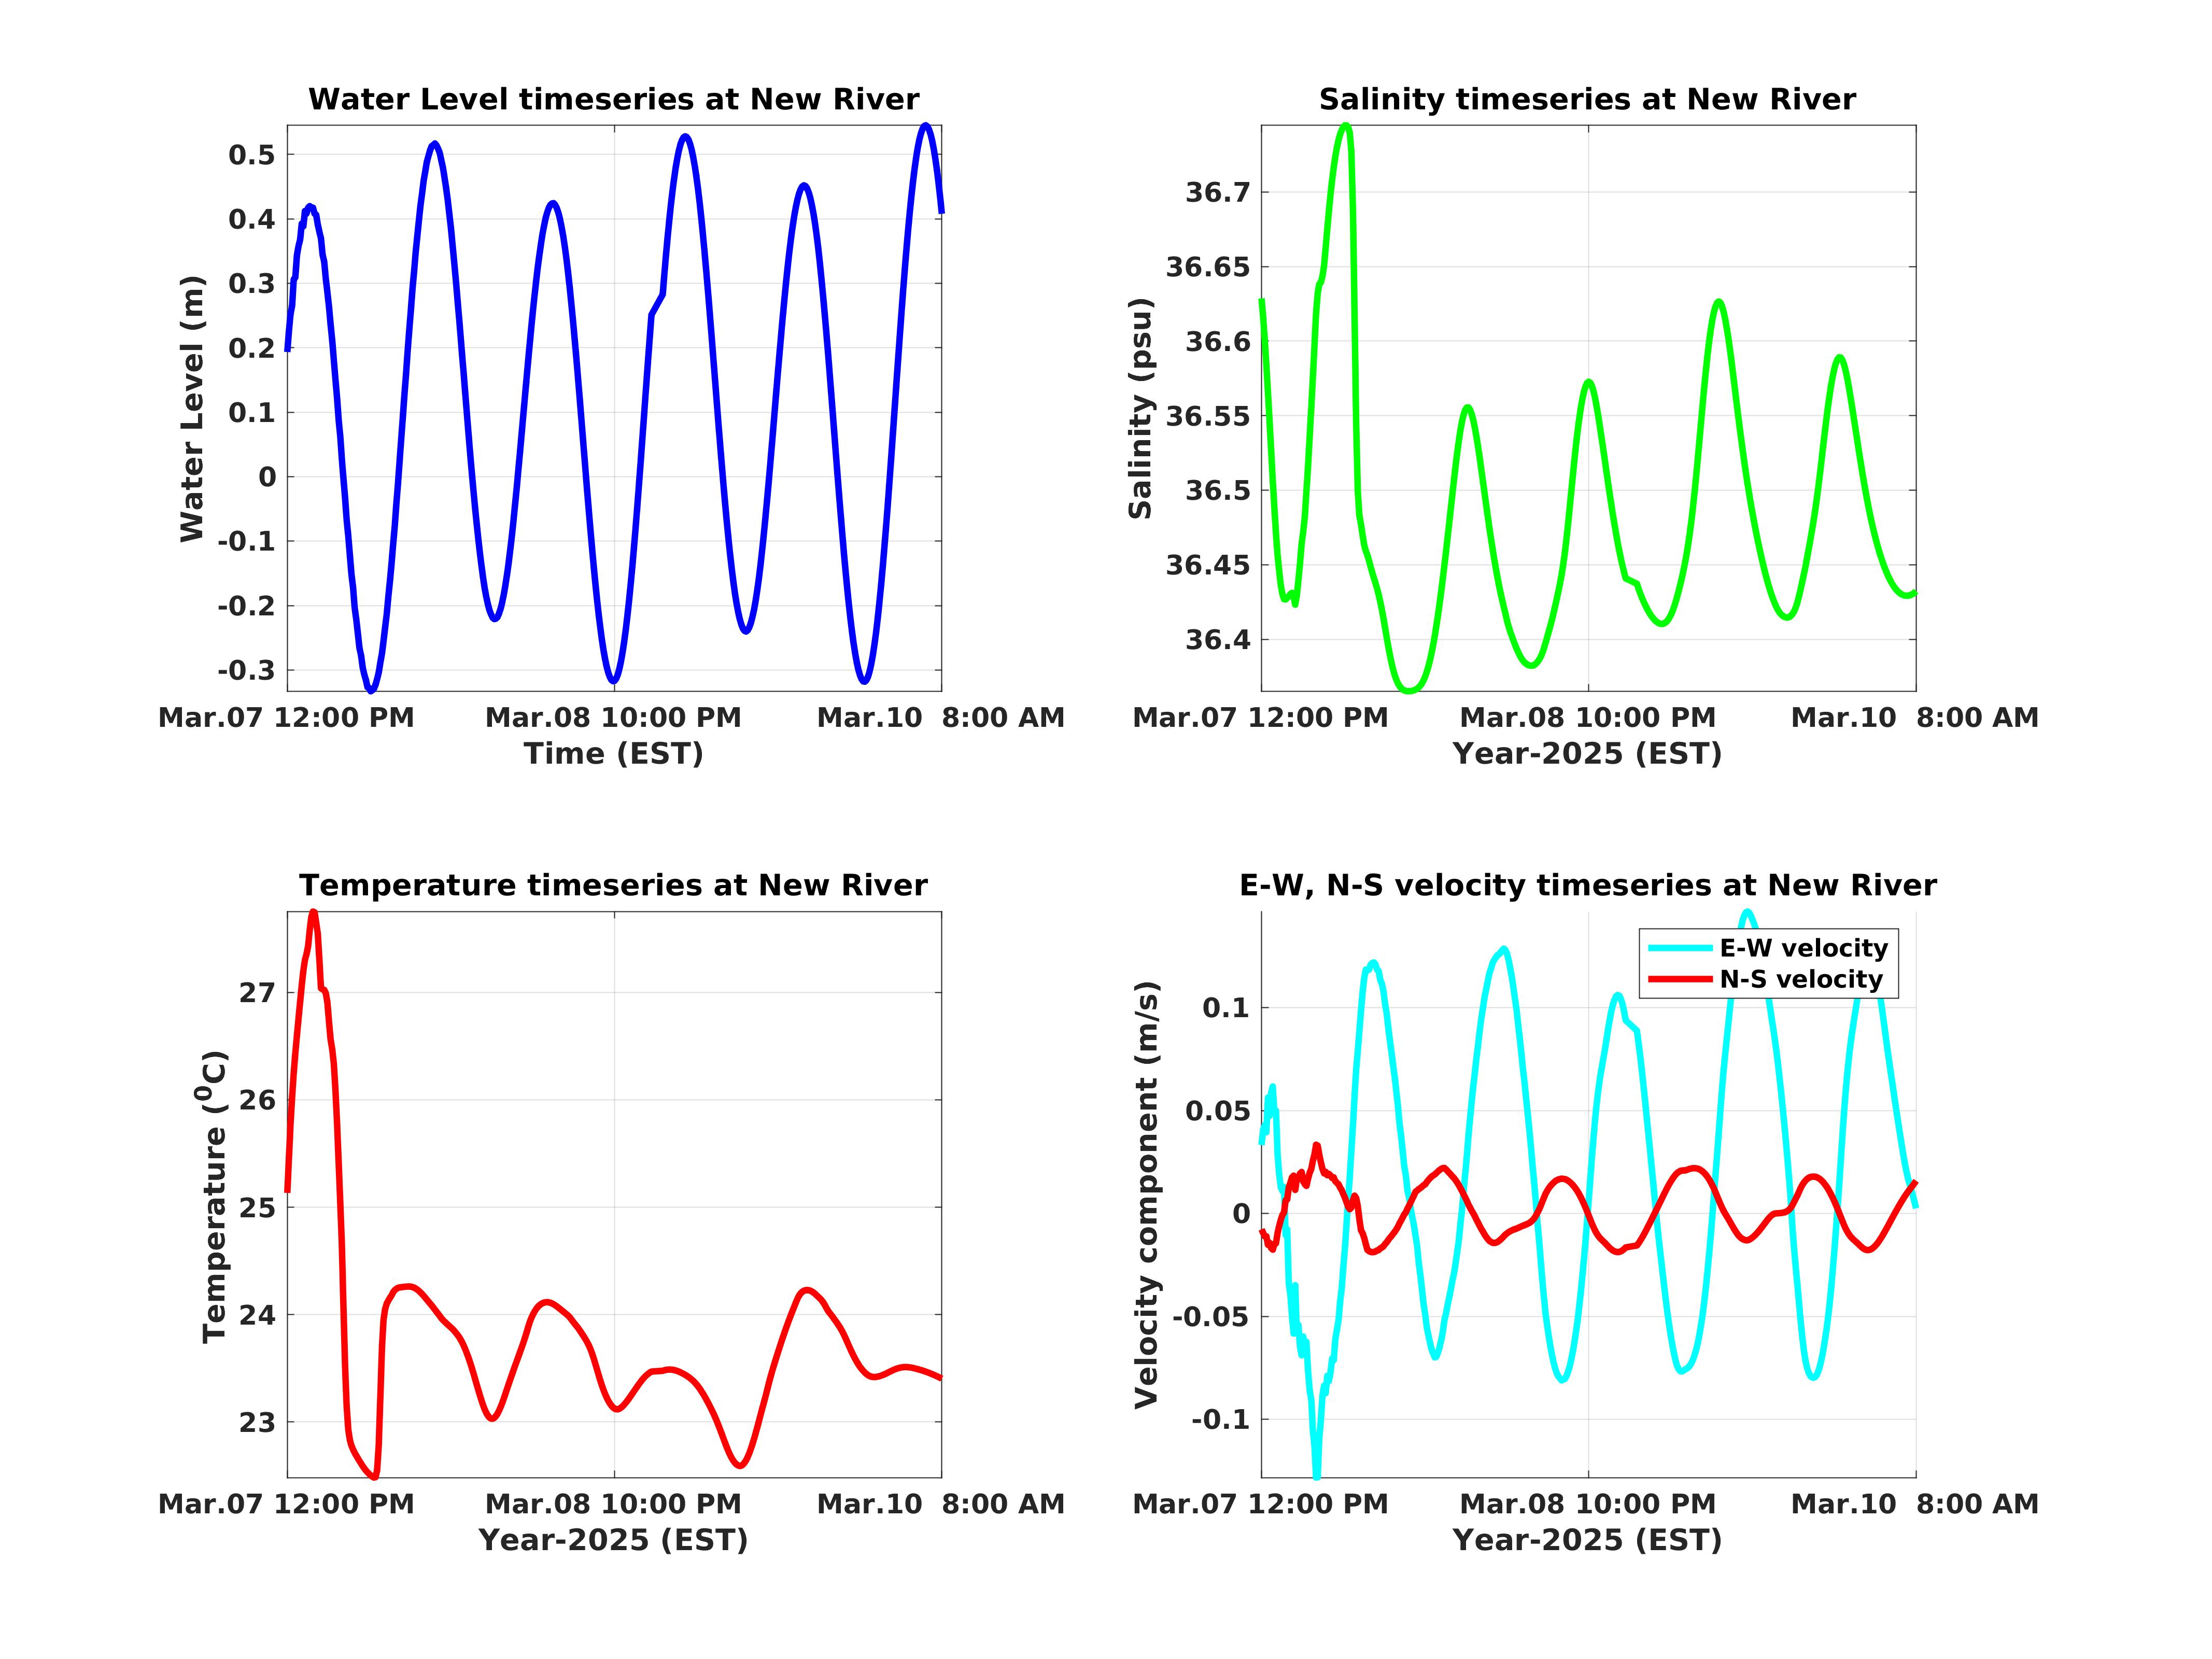 Water Level timeseries at New River
Water Level (m)
0.5
0.4
0.3
0.2
0.1
0
-0.1
-0.2
-0.3
Mar.07 12:00 PM Mar.08 10:00 PM Mar.10 8:00 AM
Time (EST)
Salinity timeseries at New River
Salinity (psu)
36.7
36.65
36.6
36.55
36.5
36.45
36.4
Mar.07 12:00 PM Mar.08 10:00 PM Mar.10 8:00 AM
Year-2025 (EST)
Temperature timeseries at New River
Temperature (⁰C)
27
26
25
24
23
Mar.07 12:00 PM Mar.08 10:00 PM Mar.10 8:00 AM
Year-2025 (EST)
E-W, N-S velocity timeseries at New River
Velocity component (m/s)
E-W velocity
N-S velocity
0.1
0.05
0
-0.05
-0.1
Mar.07 12:00 PM Mar.08 10:00 PM Mar.10 8:00 AM
Year-2025 (EST)